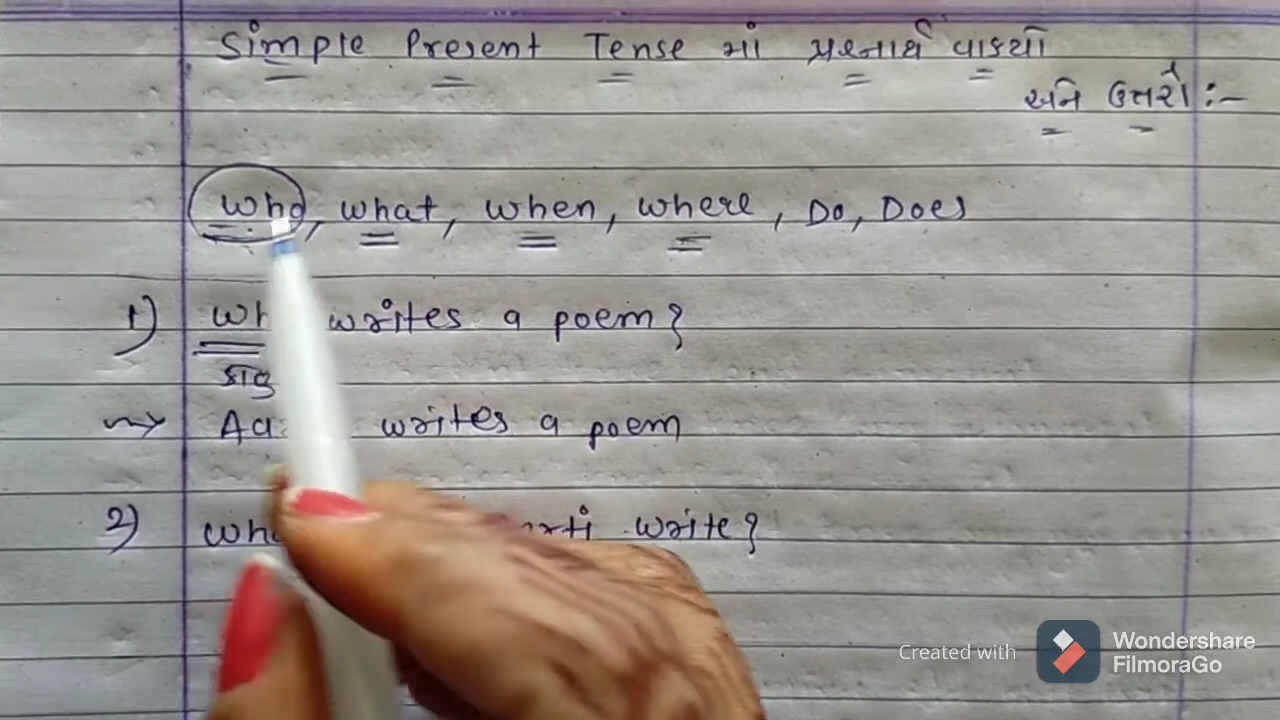 Simple Present Tense માં પ્રશ્નાર્થ વાક્યો
અને ઉત્તરો :-
Who, what, when, where, Do, Does
1) writes a poem?
કોણ
writes a poem
2) write?
Created with Wondershare FilmoraGo